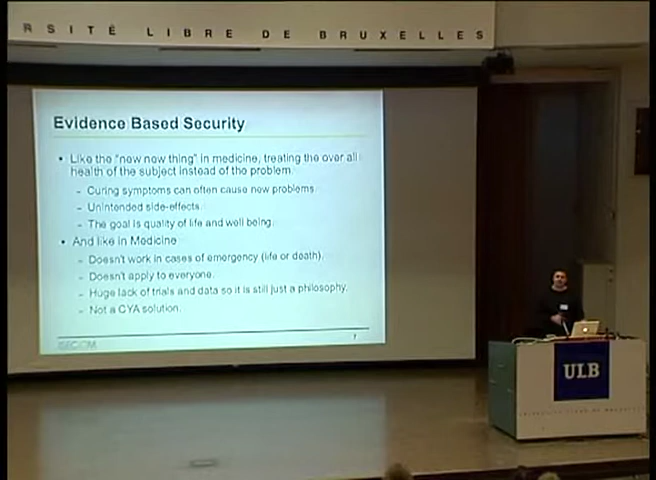 RSITÉ LIBRE DE BRUXELLES
Evidence Based Security
• Like the "new new thing" in medicine, treating the over all
health of the subject instead of the problem.
- Curing symptoms can often cause new problems.
- Unintended side-effects.
- The goal is quality of life and well being.
• And like in Medicine
- Doesn't work in cases of emergency (life or death).
- Doesn't apply to everyone.
- Huge lack of trials and data so it is still just a philosophy.
- Not a CYA solution.
ISECOM
7
ULB